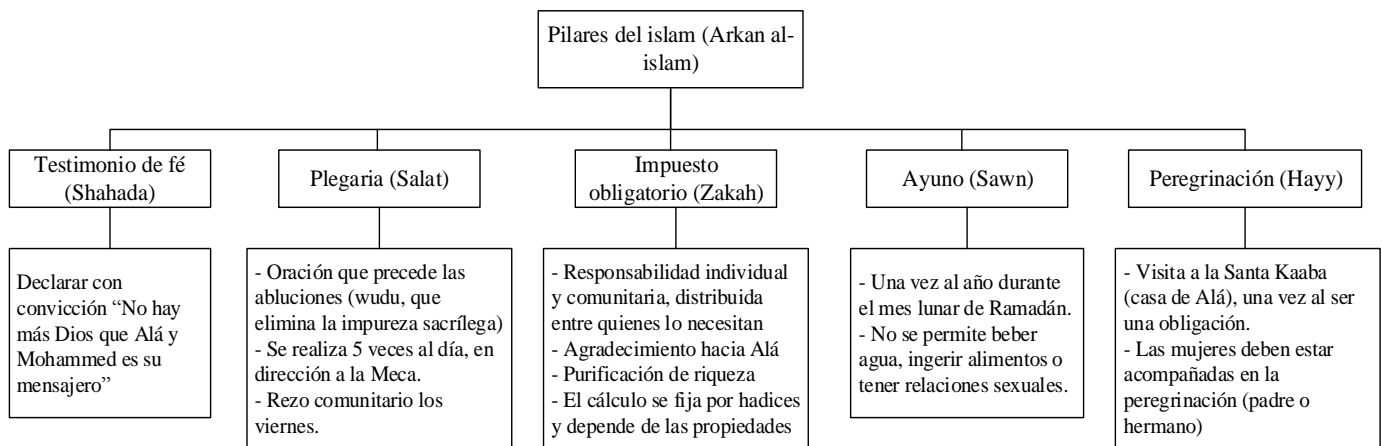 Pilares del islam (Arkan al-
islam)
Testimonio de fé
(Shahada)
Plegaria (Salat)
Impuesto
obligatorio (Zakah)
Ayuno (Sawn)
Peregrinación (Hayy)
Declarar con
convicción “No hay
más Dios que Alá y
Mohammed es su
mensajero”
- Oración que precede las
abluciones (wudu, que
elimina la impureza sacrílega)
- Se realiza 5 veces al día, en
dirección a la Meca.
- Rezo comunitario los
viernes.
- Responsabilidad individual
y comunitaria, distribuida
entre quienes lo necesitan
- Agradecimiento hacia Alá
- Purificación de riqueza
- El cálculo se fija por hadices
y depende de las propiedades
- Una vez al año durante
el mes lunar de Ramadán.
- No se permite beber
agua, ingerir alimentos o
tener relaciones sexuales.
- Visita a la Santa Kaaba
(casa de Alá), una vez al ser
una obligación.
- Las mujeres deben estar
acompañadas en la
peregrinación (padre o
hermano)